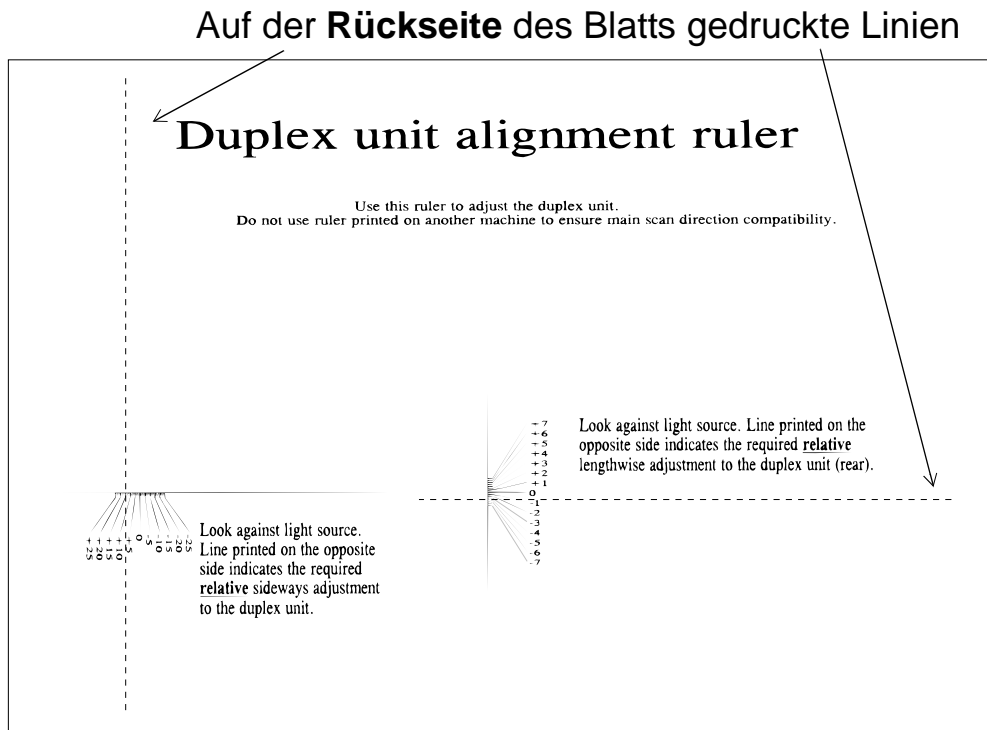 Auf der Rückseite des Blatts gedruckte Linien
Duplex unit alignment ruler
Use this ruler to adjust the duplex unit.
Do not use ruler printed on another machine to ensure main scan direction compatibility.
+7
+6
+5
+4
+3
+2
+1
0
-1
-2
-3
-4
-5
-6
-7
Look against light source. Line printed on the
opposite side indicates the required relative
lengthwise adjustment to the duplex unit (rear).
+25 +20 +15 +10 +5 0 -5 -10 -15 -20 -25
Look against light source.
Line printed on the opposite
side indicates the required
relative sideways adjustment
to the duplex unit.